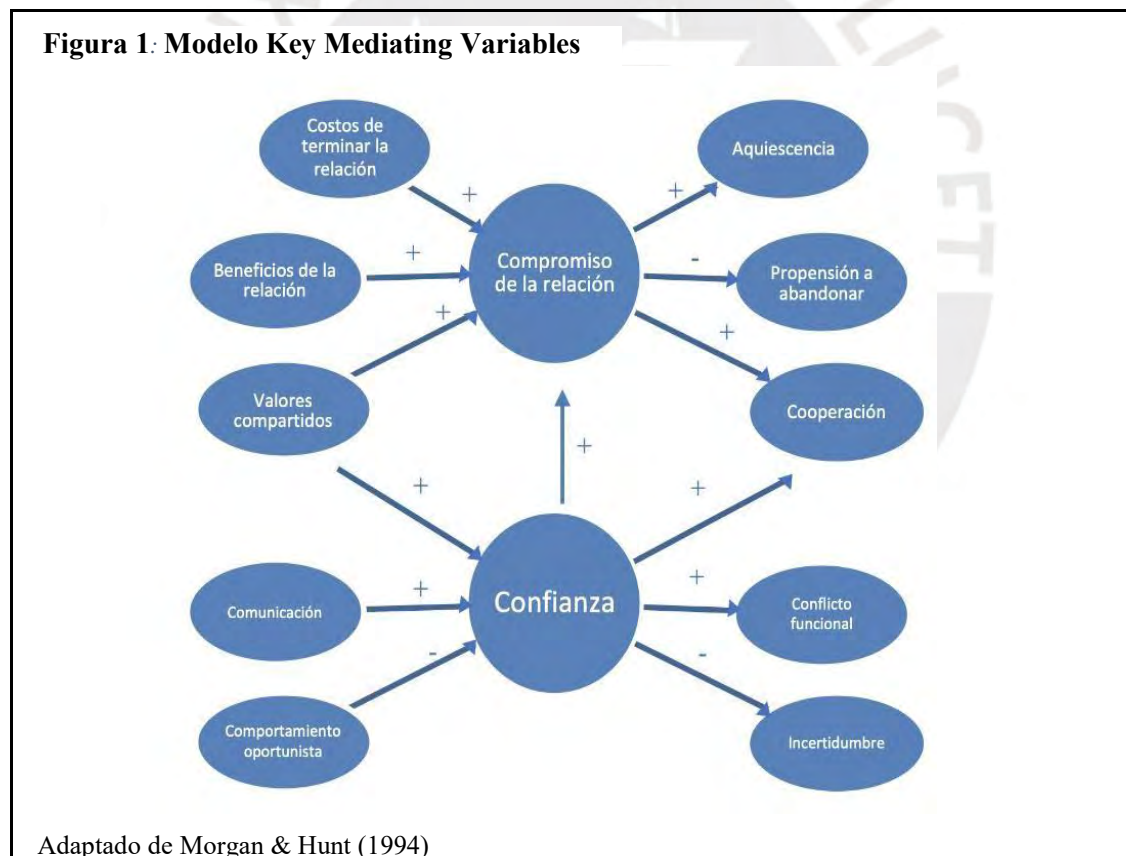 Figura 1: Modelo Key Mediating Variables
Costos de
terminar la
relación
Aquiescencia
+
+
Beneficios de la
relación
+
Compromiso
de la relación
-
Propensión a
abandonar
+
+
Valores
compartidos
Cooperación
+
+
+
Comunicación
+
Confianza
+
Conflicto
funcional
-
-
Comportamiento
oportunista
Incertidumbre
Adaptado de Morgan & Hunt (1994)